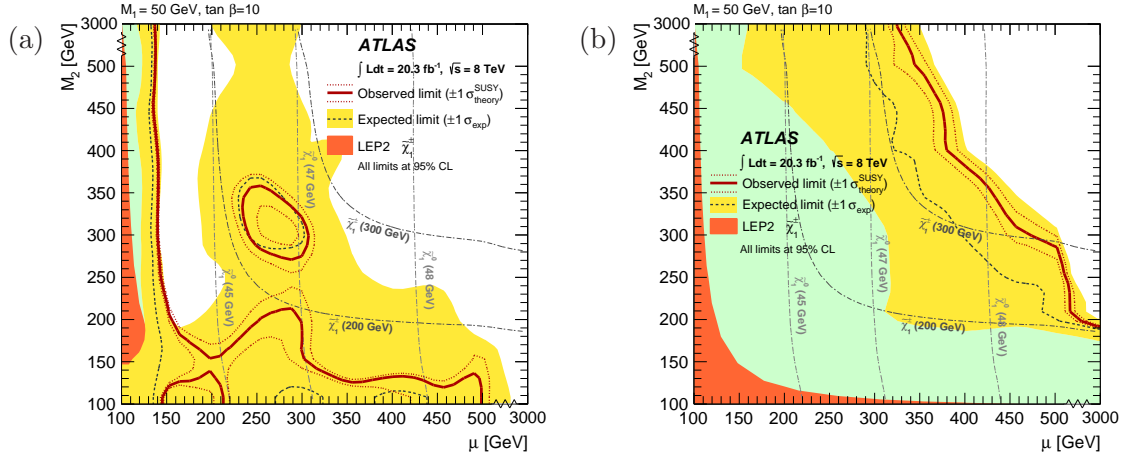 (a)
M₁ = 50 GeV, tan β=10
M₂ [GeV]
3000
500
450
400
350
300
250
200
150
100
ATLAS
∫ Ldt = 20.3 fb⁻¹, √s = 8 TeV
Observed limit (±1 σ_theory^SUSY)
Expected limit (±1 σ_exp)
LEP2 χ̃₁^±
All limits at 95% CL
χ̃₁⁰ (47 GeV)
χ̃₁^± (300 GeV)
χ̃₁⁰ (48 GeV)
χ̃₁⁰ (45 GeV)
χ̃₁^± (200 GeV)
100 150 200 250 300 350 400 450 500 3000
μ [GeV]
(b)
M₁ = 50 GeV, tan β=10
M₂ [GeV]
3000
500
450
400
350
300
250
200
150
100
ATLAS
∫ Ldt = 20.3 fb⁻¹, √s = 8 TeV
Observed limit (±1 σ_theory^SUSY)
Expected limit (±1 σ_exp)
LEP2 χ̃₁^±
All limits at 95% CL
χ̃₁⁰ (47 GeV)
χ̃₁^± (300 GeV)
χ̃₁⁰ (45 GeV)
χ̃₁⁰ (48 GeV)
χ̃₁^± (200 GeV)
100 150 200 250 300 350 400 450 500 3000
μ [GeV]